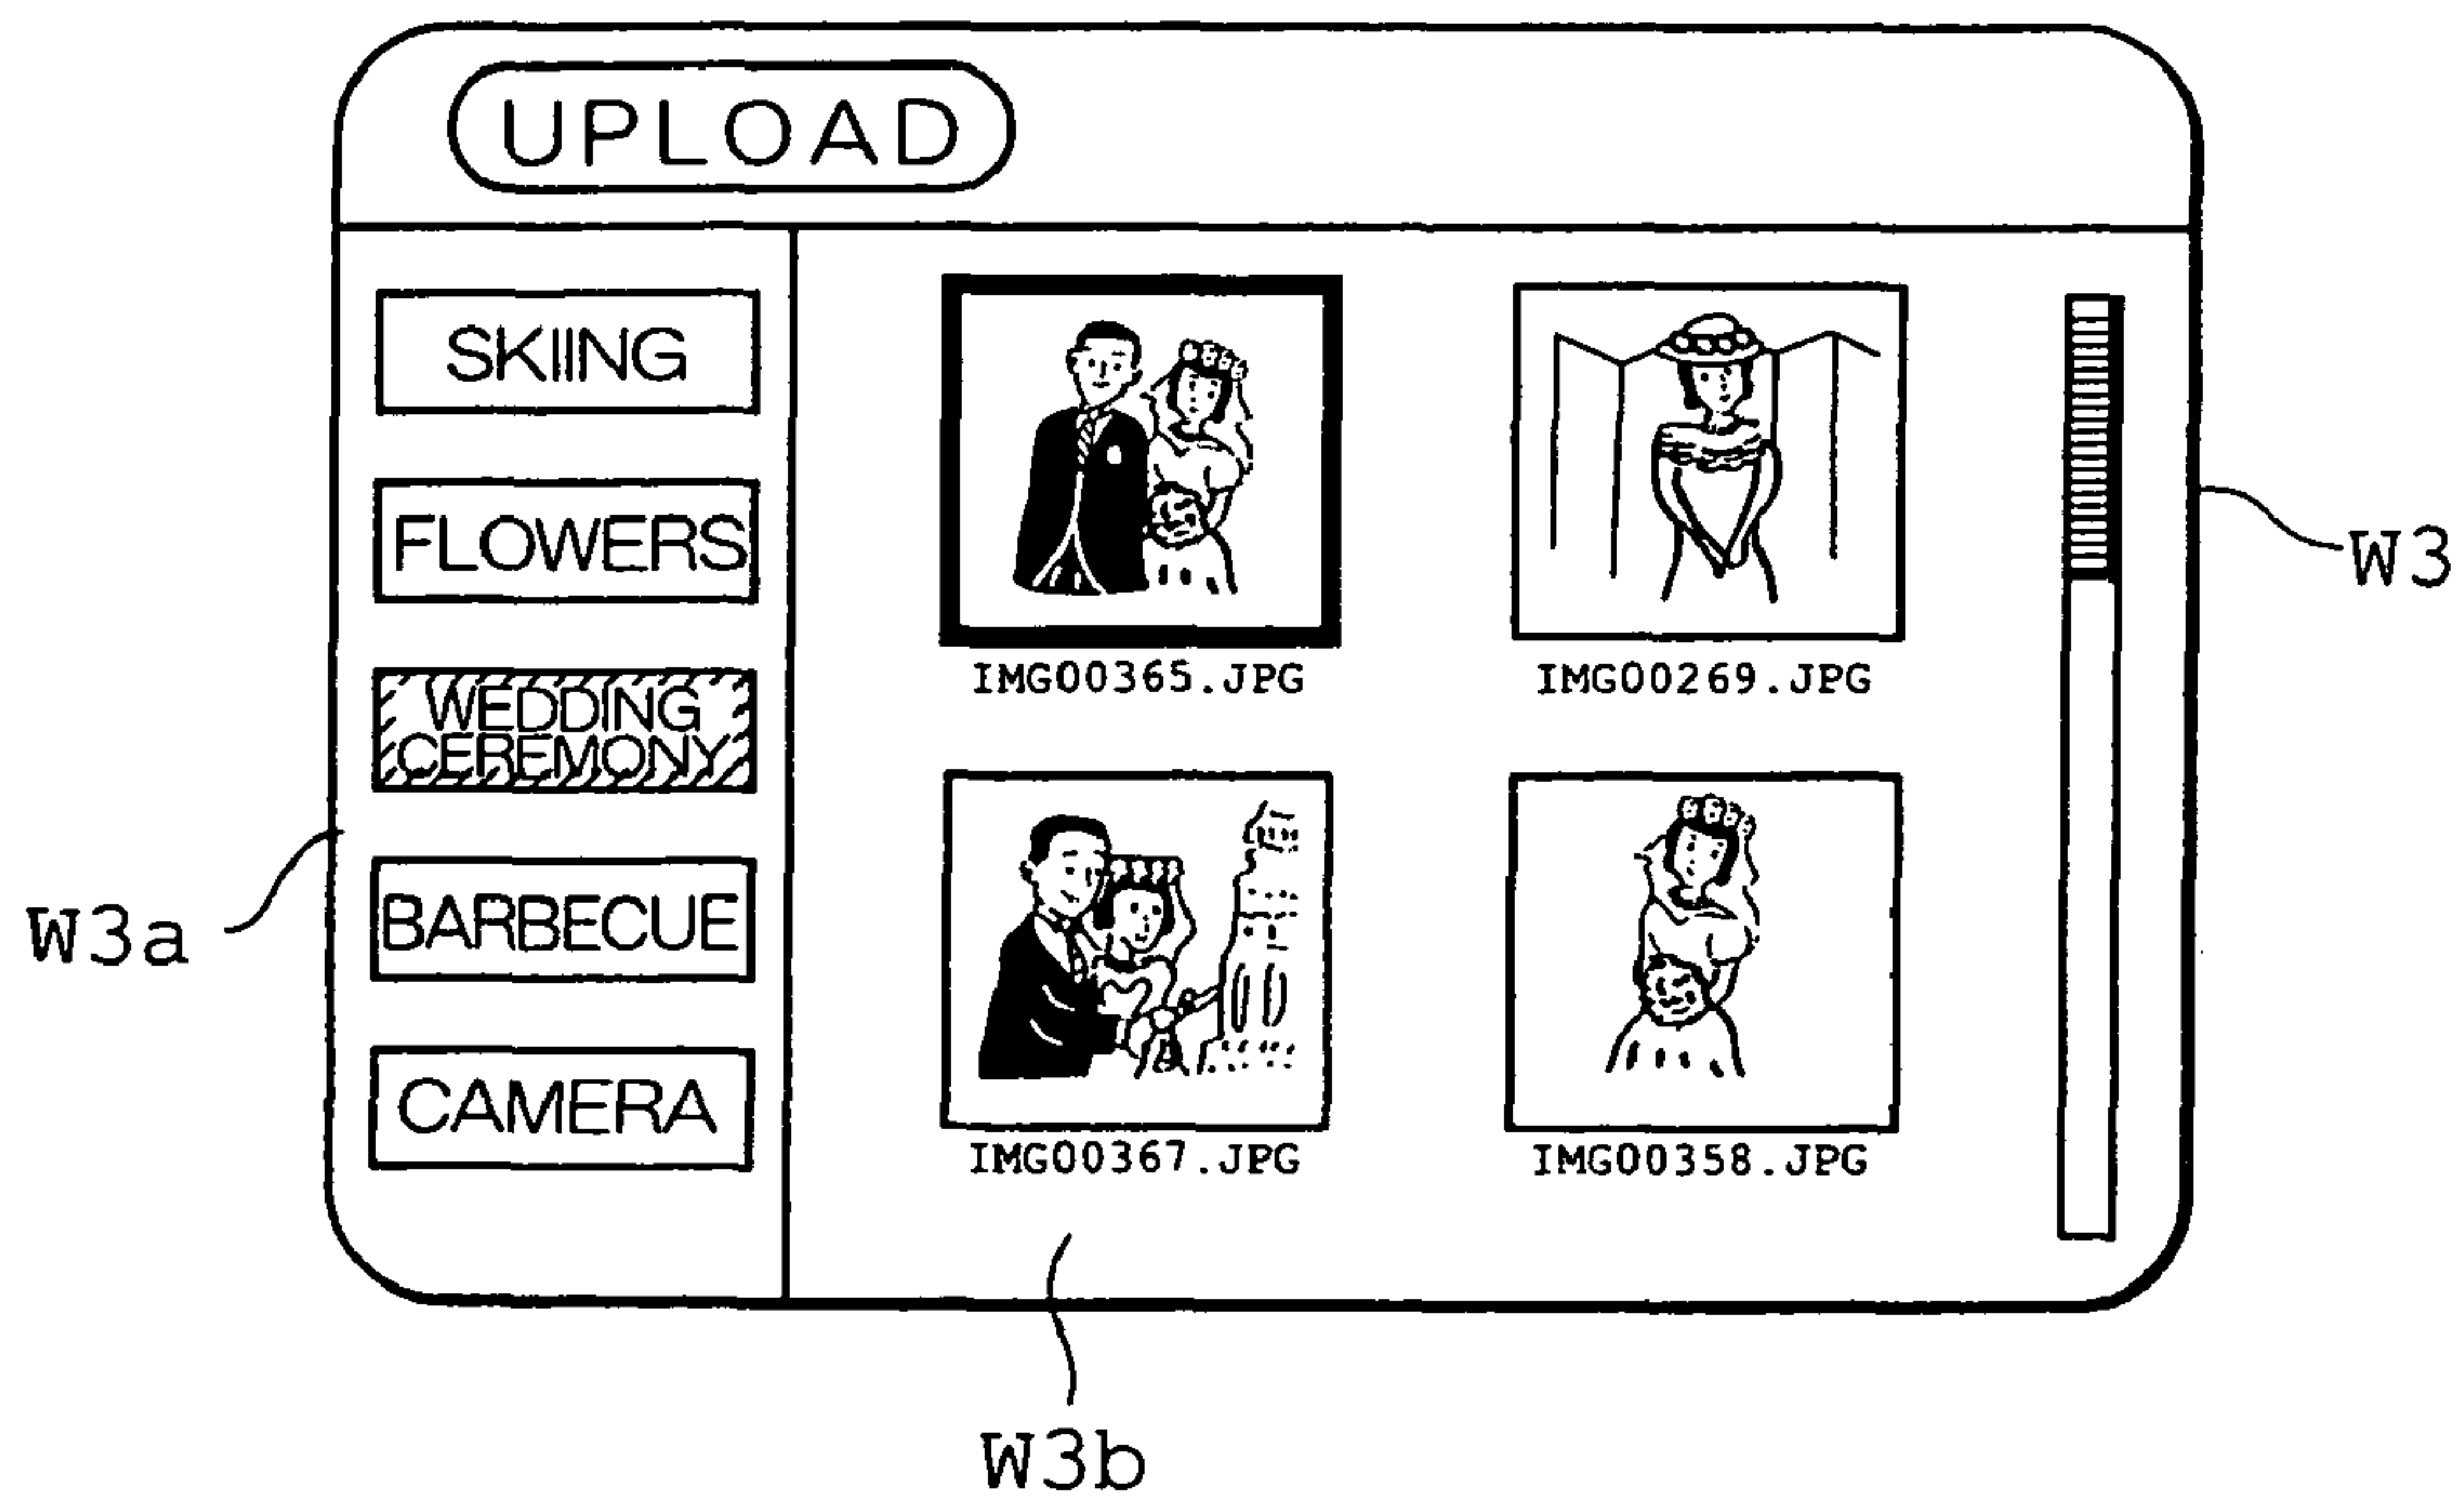 UPLOAD
SKIING
FLOWERS
WEDDING
CEREMONY
BARBECUE
CAMERA
IMG00365.JPG
IMG00269.JPG
IMG00367.JPG
IMG00358.JPG
W3
W3a
W3b